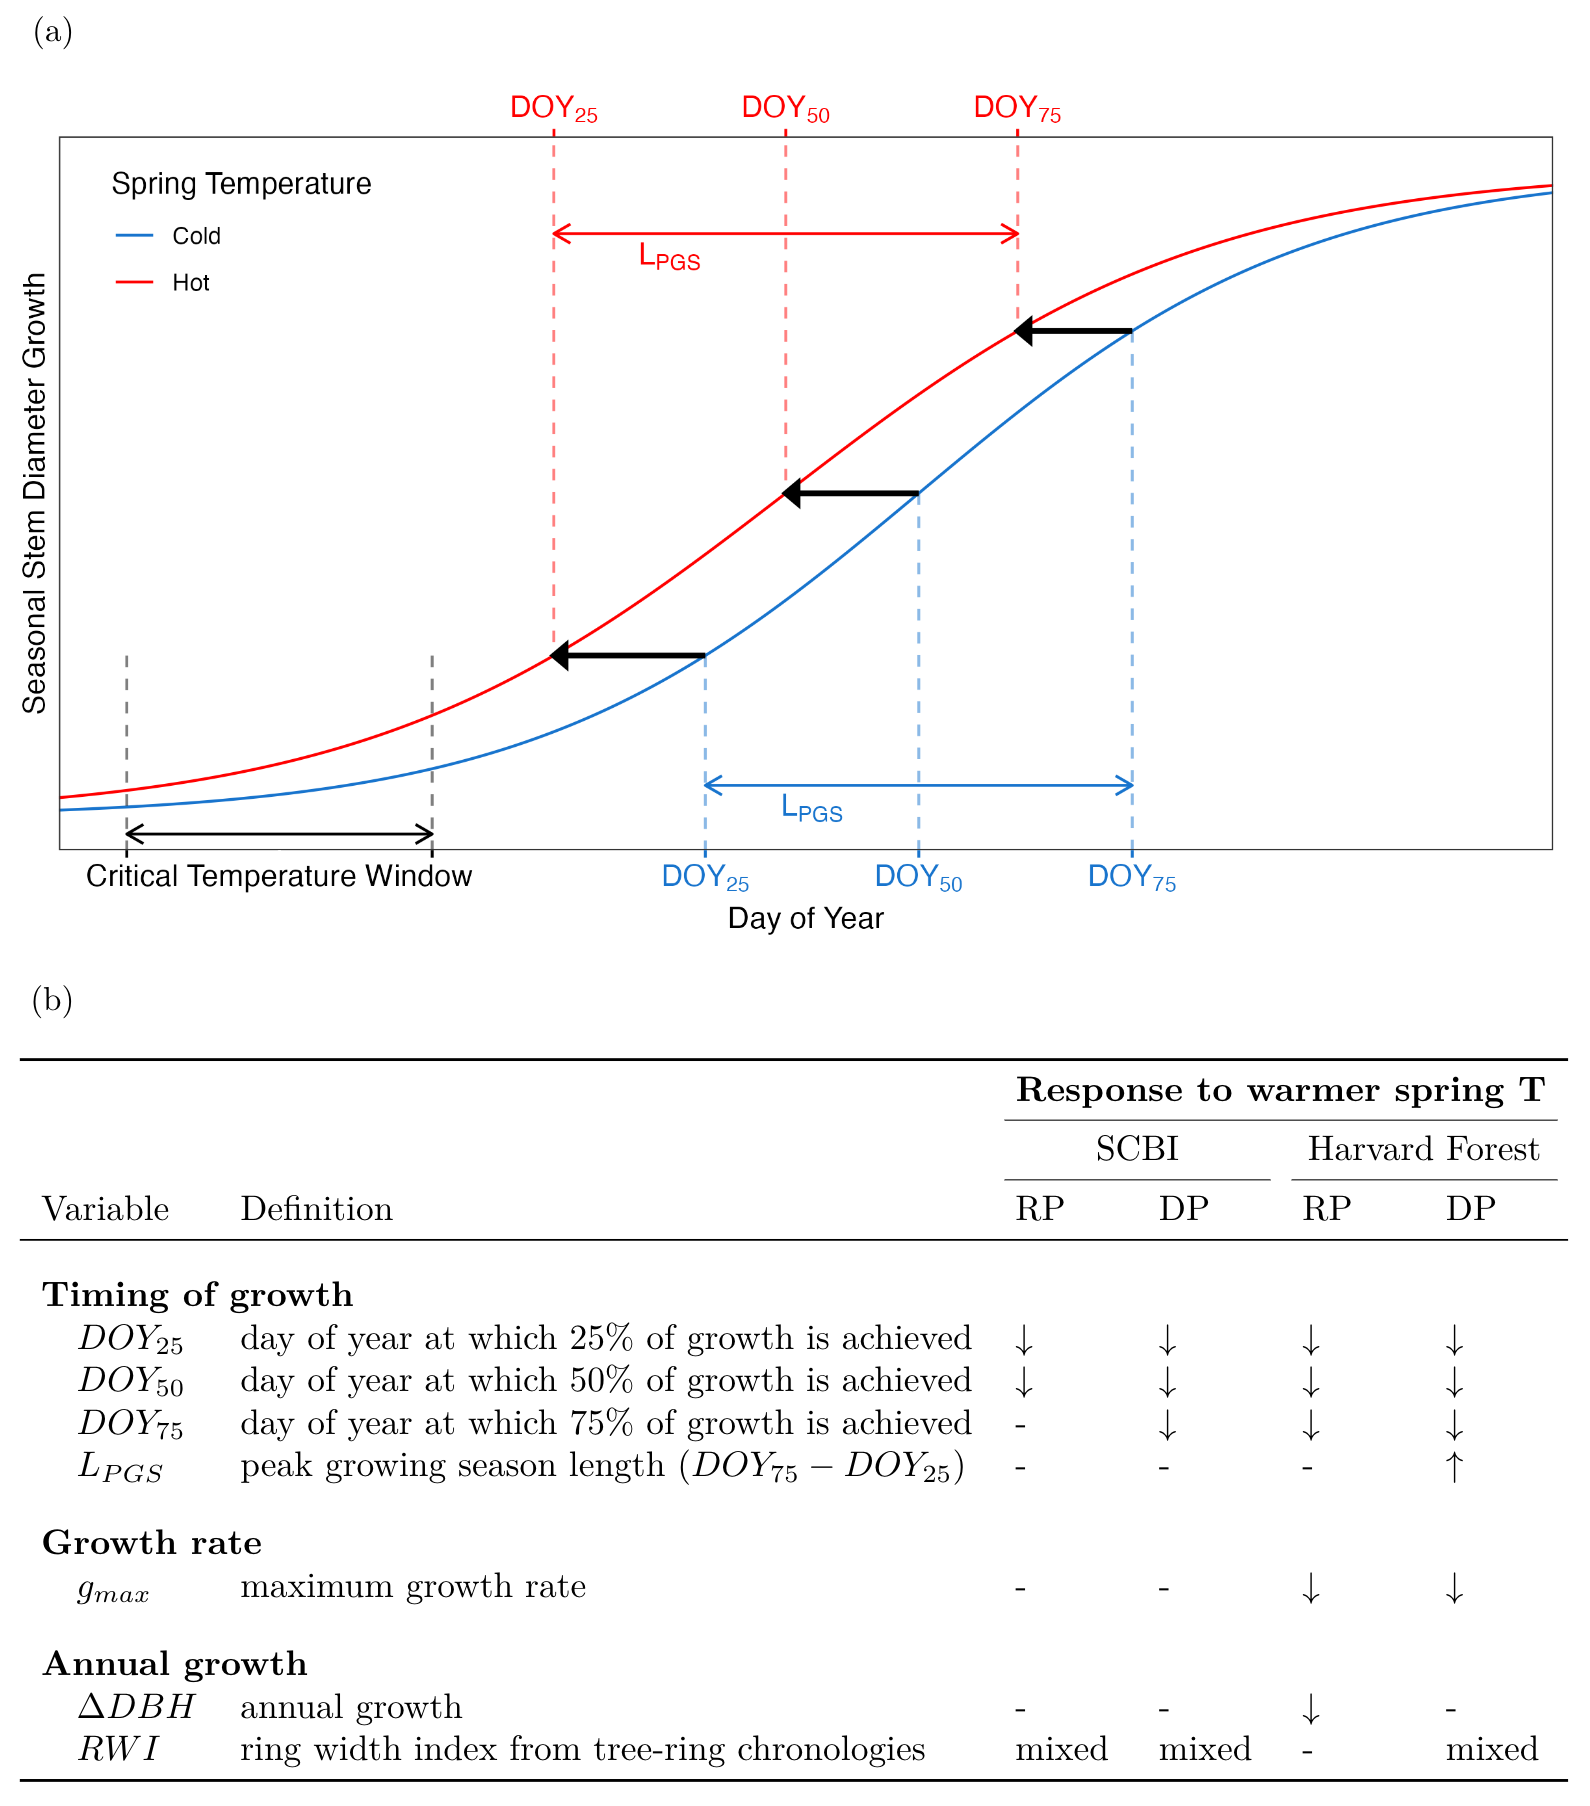 (a)
DOY₂₅ DOY₅₀ DOY₇₅
Spring Temperature
Cold
Hot
L_PGS
Seasonal Stem Diameter Growth
L_PGS
Critical Temperature Window DOY₂₅ DOY₅₀ DOY₇₅
Day of Year
(b)
Response to warmer spring T
SCBI Harvard Forest
Variable Definition RP DP RP DP
Timing of growth
DOY₂₅ day of year at which 25% of growth is achieved ↓ ↓ ↓ ↓
DOY₅₀ day of year at which 50% of growth is achieved ↓ ↓ ↓ ↓
DOY₇₅ day of year at which 75% of growth is achieved - ↓ ↓ ↓
L_PGS peak growing season length (DOY₇₅ − DOY₂₅) - - - ↑
Growth rate
g_max maximum growth rate - - ↓ ↓
Annual growth
ΔDBH annual growth - - ↓ -
RWI ring width index from tree-ring chronologies mixed mixed - mixed